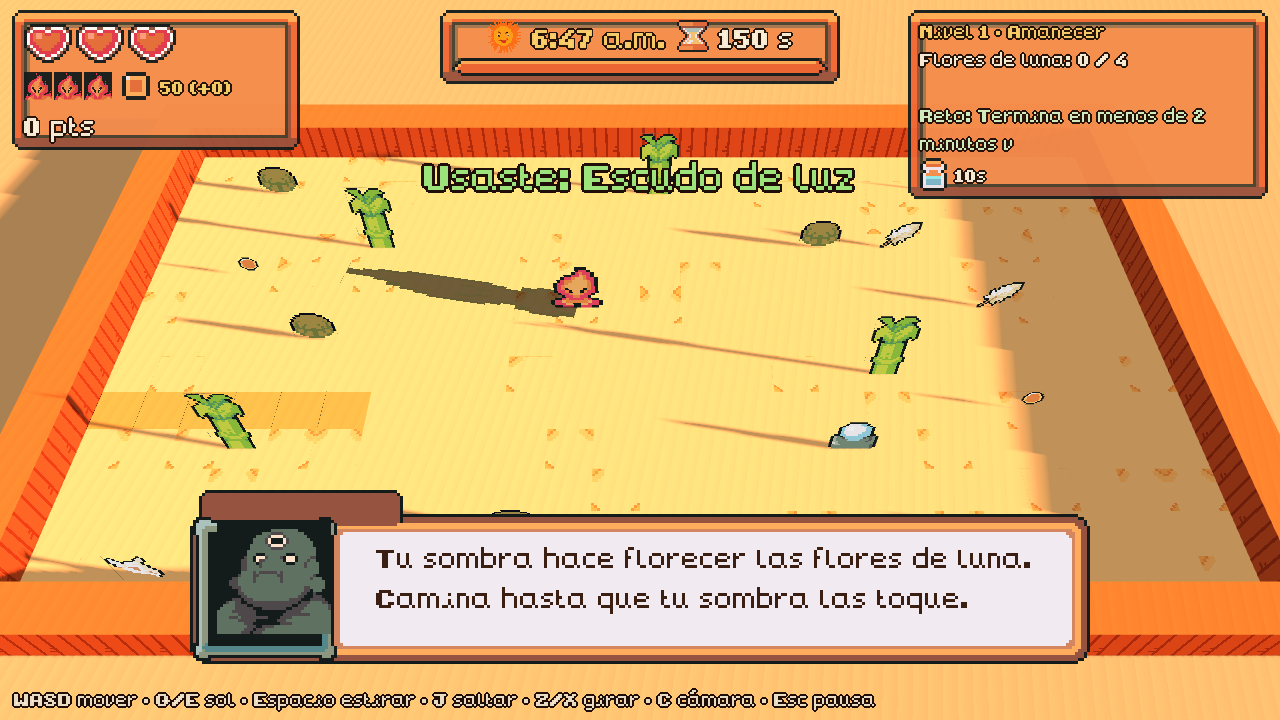 50 (+0)
0 pts
6:47 a.m. 150 s
Nivel 1 · Amanecer
Flores de luna: 0 / 4
Reto: Termina en menos de 2
minutos v
10s
Usaste: Escudo de luz
Tu sombra hace florecer las flores de luna.
Camina hasta que tu sombra las toque.
WASD mover · Q/E sol · Espacio estirar · J saltar · Z/X girar · C cámara · Esc pausa